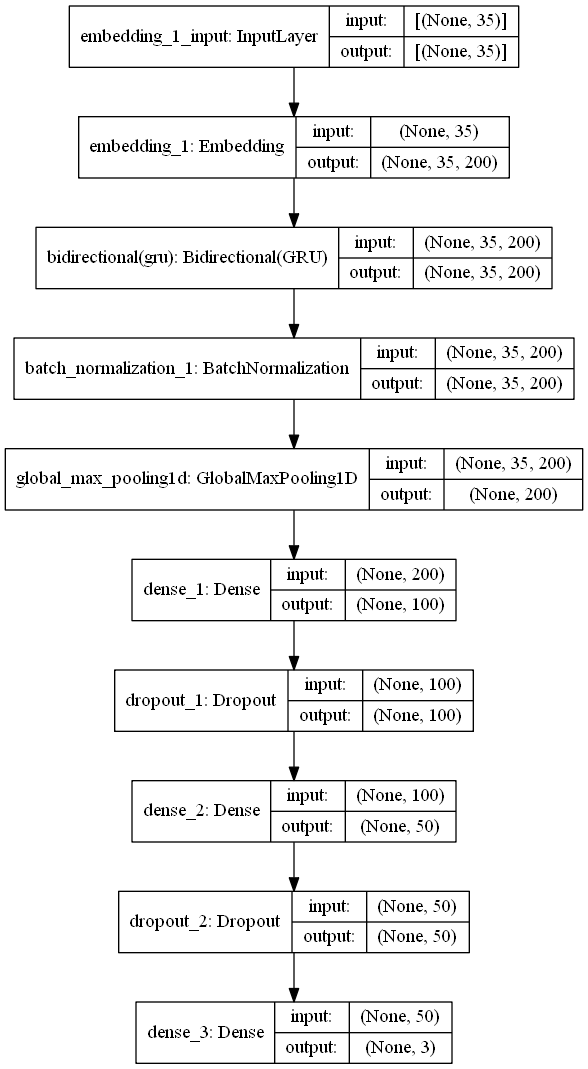 embedding_1_input: InputLayer
input: [(None, 35)]
output: [(None, 35)]
embedding_1: Embedding
input: (None, 35)
output: (None, 35, 200)
bidirectional(gru): Bidirectional(GRU)
input: (None, 35, 200)
output: (None, 35, 200)
batch_normalization_1: BatchNormalization
input: (None, 35, 200)
output: (None, 35, 200)
global_max_pooling1d: GlobalMaxPooling1D
input: (None, 35, 200)
output: (None, 200)
dense_1: Dense
input: (None, 200)
output: (None, 100)
dropout_1: Dropout
input: (None, 100)
output: (None, 100)
dense_2: Dense
input: (None, 100)
output: (None, 50)
dropout_2: Dropout
input: (None, 50)
output: (None, 50)
dense_3: Dense
input: (None, 50)
output: (None, 3)